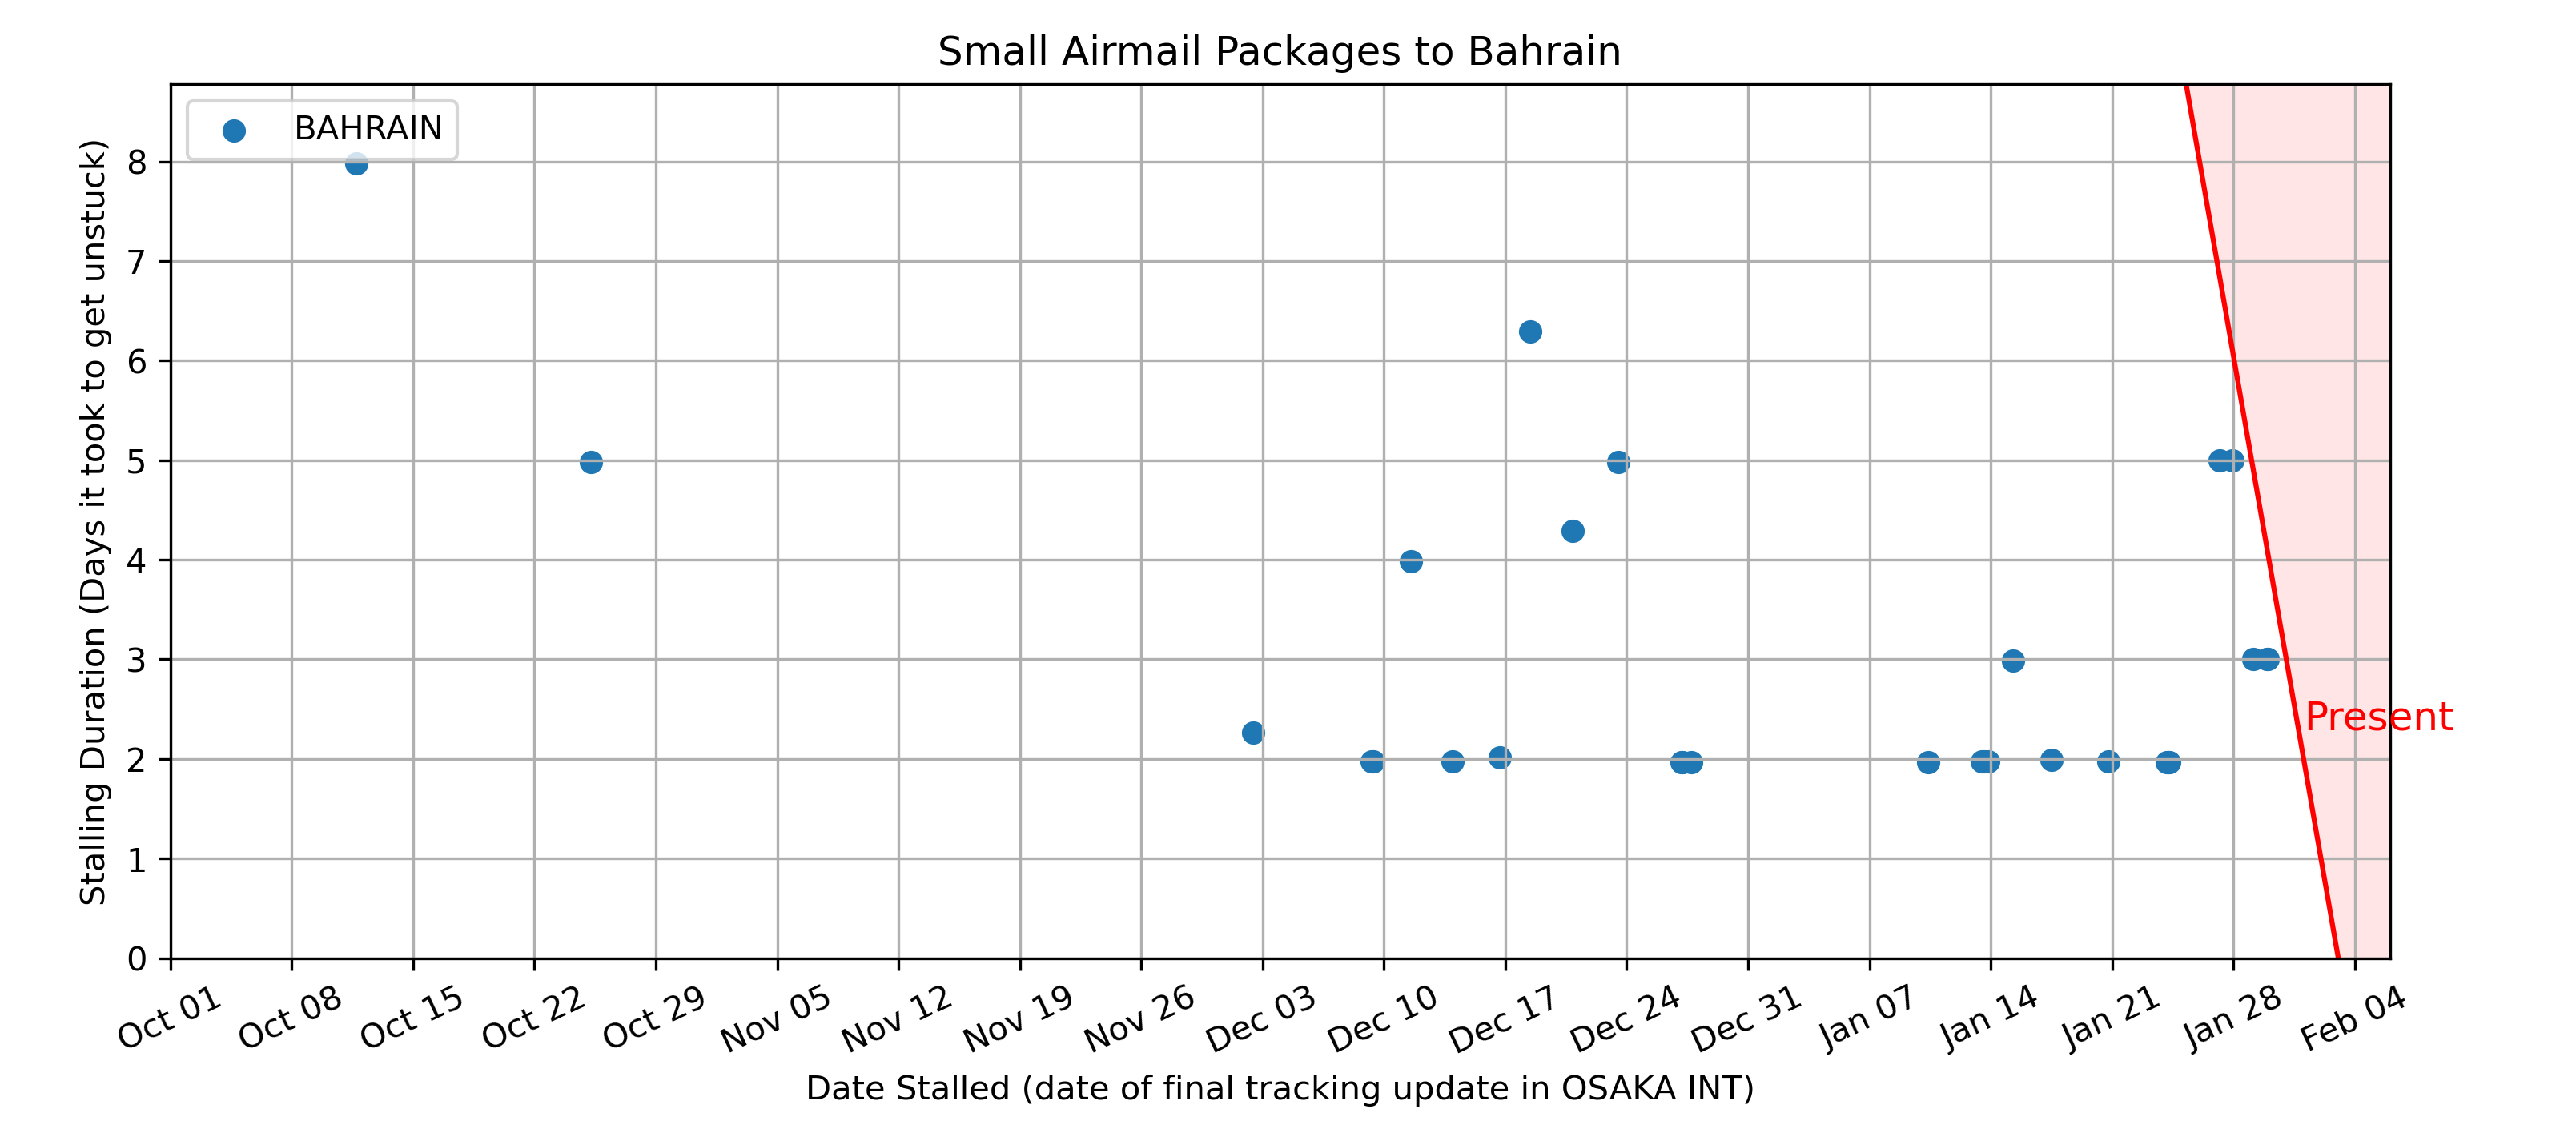 Small Airmail Packages to Bahrain
BAHRAIN
Stalling Duration (Days it took to get unstuck)
8
7
6
5
4
3
2
1
0
Present
Oct 01 Oct 08 Oct 15 Oct 22 Oct 29 Nov 05 Nov 12 Nov 19 Nov 26 Dec 03 Dec 10 Dec 17 Dec 24 Dec 31 Jan 07 Jan 14 Jan 21 Jan 28 Feb 04
Date Stalled (date of final tracking update in OSAKA INT)